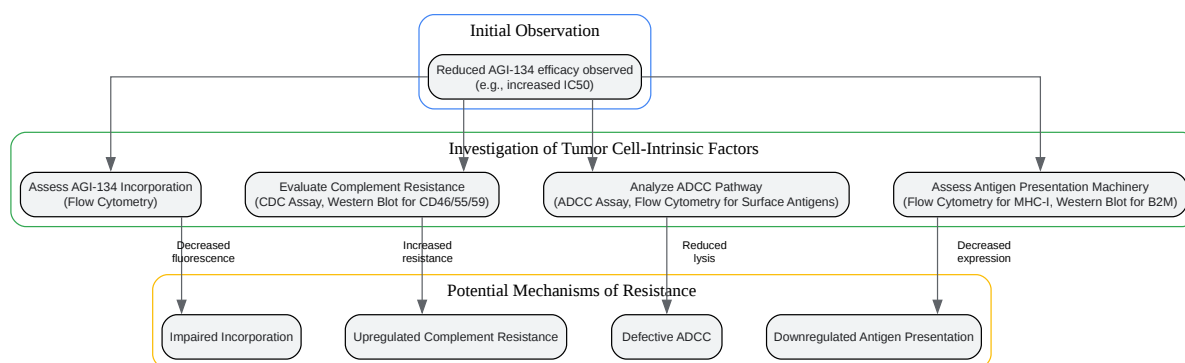 Initial Observation
Reduced AGI-134 efficacy observed
(e.g., increased IC50)
Investigation of Tumor Cell-Intrinsic Factors
Assess AGI-134 Incorporation
(Flow Cytometry)
Evaluate Complement Resistance
(CDC Assay, Western Blot for CD46/55/59)
Analyze ADCC Pathway
(ADCC Assay, Flow Cytometry for Surface Antigens)
Assess Antigen Presentation Machinery
(Flow Cytometry for MHC-I, Western Blot for B2M)
Decreased
fluorescence
Increased
resistance
Reduced
lysis
Decreased
expression
Potential Mechanisms of Resistance
Impaired Incorporation
Upregulated Complement Resistance
Defective ADCC
Downregulated Antigen Presentation